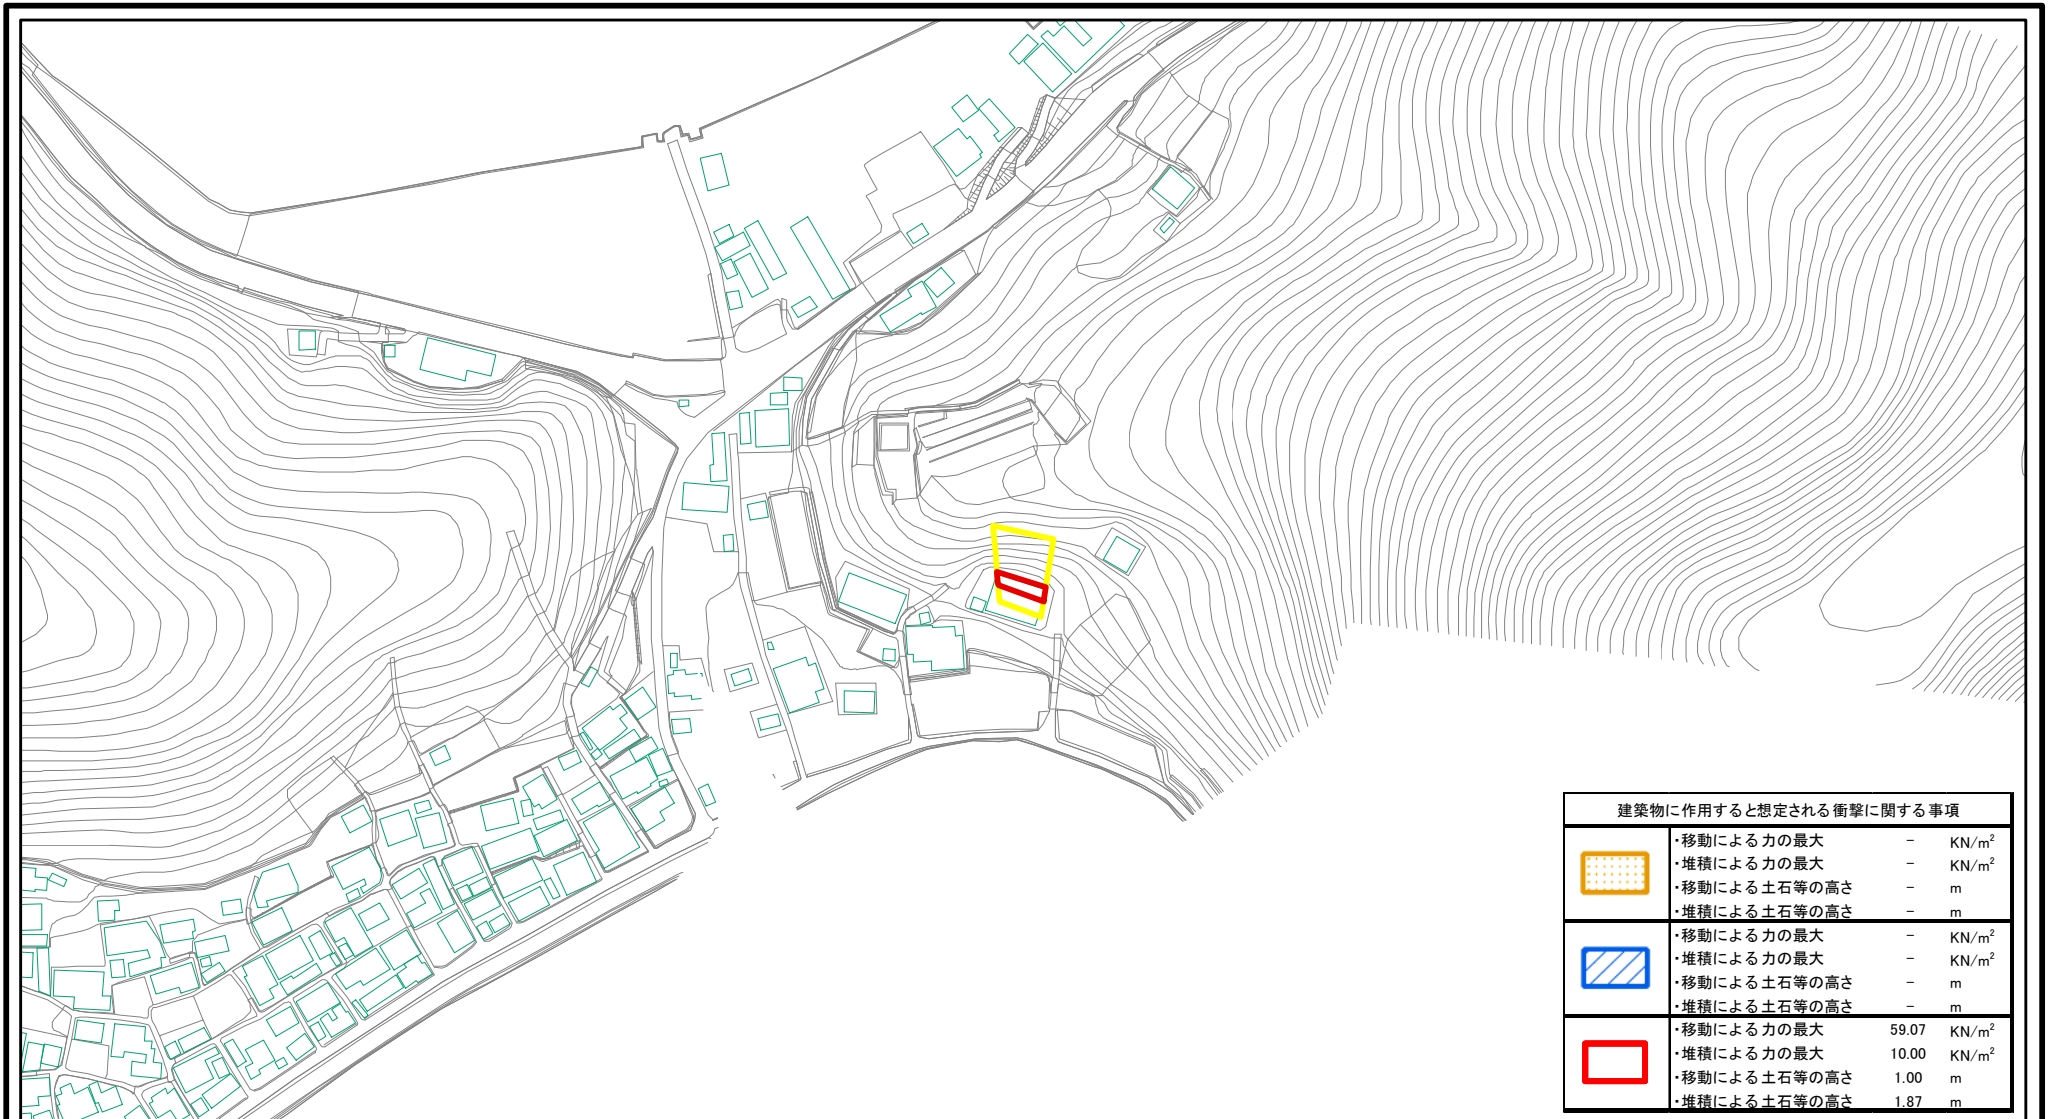 建築物に作用すると想定される衝撃に関する事項
・移動による力の最大 － KN/m²
・堆積による力の最大 － KN/m²
・移動による土石等の高さ － m
・堆積による土石等の高さ － m
・移動による力の最大 － KN/m²
・堆積による力の最大 － KN/m²
・移動による土石等の高さ － m
・堆積による土石等の高さ － m
・移動による力の最大 59.07 KN/m²
・堆積による力の最大 10.00 KN/m²
・移動による土石等の高さ 1.00 m
・堆積による土石等の高さ 1.87 m